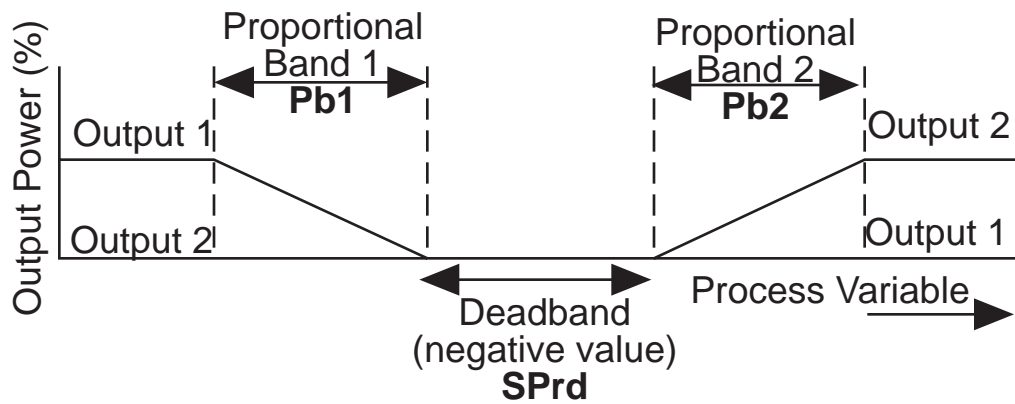 Output Power (%)
Proportional
Band 1
Pb1
Proportional
Band 2
Pb2
Output 1
Output 2
Output 2
Output 1
Deadband
(negative value)
SPrd
Process Variable